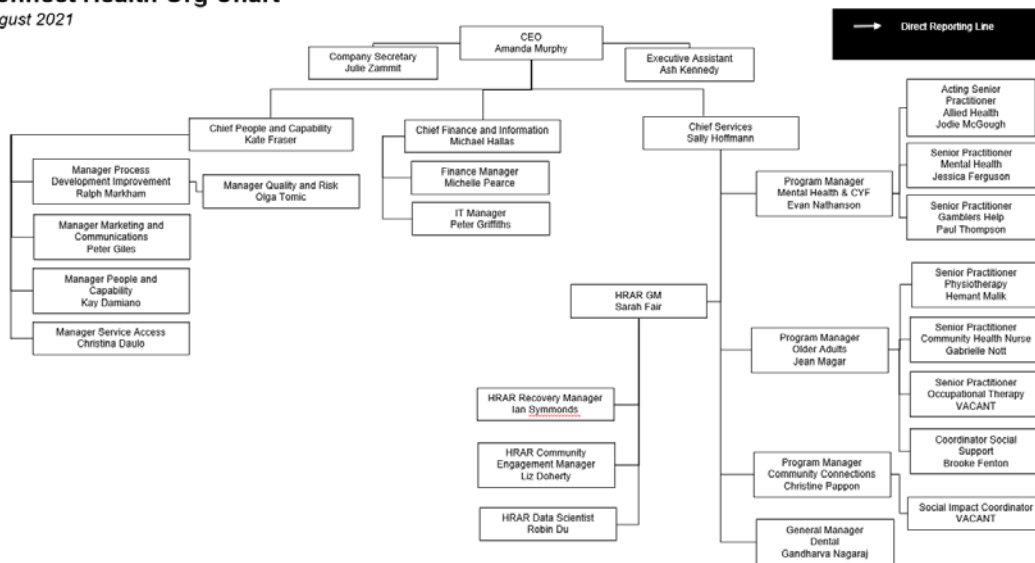 Health Org Chart
gust 2021
Direct Reporting Line
CEO
Amanda Murphy
Company Secretary
Julie Zammit
Executive Assistant
Ash Kennedy
Chief People and Capability
Kate Fraser
Chief Finance and Information
Michael Hallas
Chief Services
Sally Hoffmann
Manager Process
Development Improvement
Ralph Markham
Manager Quality and Risk
Olga Tomic
Manager Marketing and
Communications
Peter Giles
Manager People and
Capability
Kay Damiano
Manager Service Access
Christina Daulo
Finance Manager
Michelle Pearce
IT Manager
Peter Griffiths
HRAR GM
Sarah Fair
HRAR Recovery Manager
Ian Symmonds
HRAR Community
Engagement Manager
Liz Doherty
HRAR Data Scientist
Robin Du
Program Manager
Mental Health & CYF
Evan Nathanson
Acting Senior
Practitioner
Allied Health
Jodie McGough
Senior Practitioner
Mental Health
Jessica Ferguson
Senior Practitioner
Gamblers Help
Paul Thompson
Program Manager
Older Adults
Jean Magar
Senior Practitioner
Physiotherapy
Hemant Malik
Senior Practitioner
Community Health Nurse
Gabrielle Nott
Senior Practitioner
Occupational Therapy
VACANT
Coordinator Social
Support
Brooke Fenton
Program Manager
Community Connections
Christine Pappon
Social Impact Coordinator
VACANT
General Manager
Dental
Gandharva Nagaraj